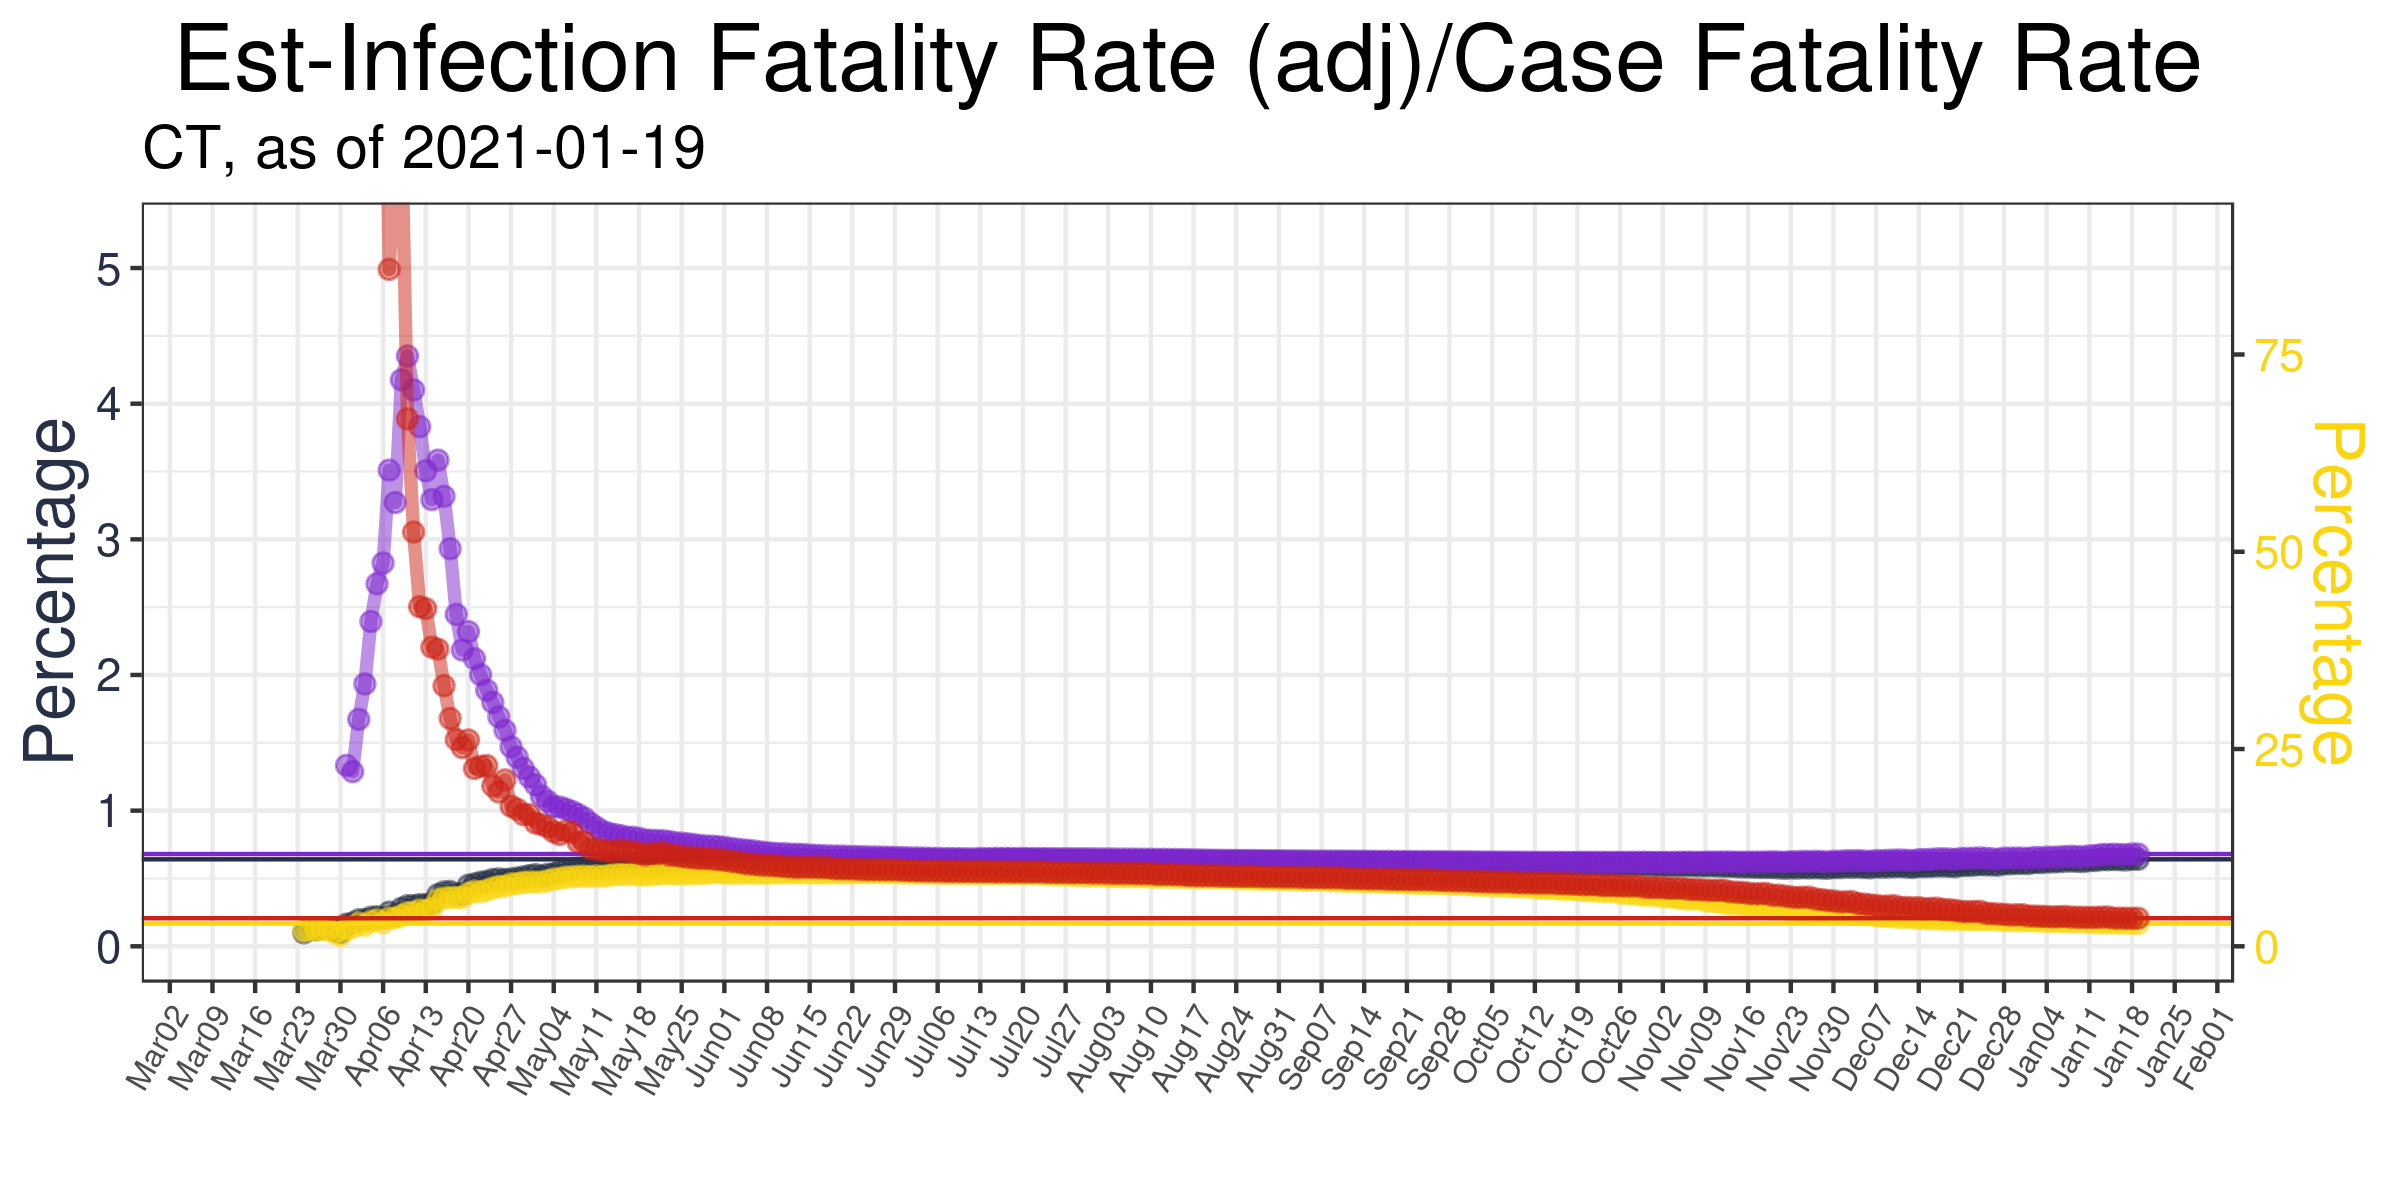 Est-Infection Fatality Rate (adj)/Case Fatality Rate
CT, as of 2021-01-19
Percentage
5
4
3
2
1
0
75
50
25
0
Percentage
Mar02
Mar09
Mar16
Mar23
Mar30
Apr06
Apr13
Apr20
Apr27
May04
May11
May18
May25
Jun01
Jun08
Jun15
Jun22
Jun29
Jul06
Jul13
Jul20
Jul27
Aug03
Aug10
Aug17
Aug24
Aug31
Sep07
Sep14
Sep21
Sep28
Oct05
Oct12
Oct19
Oct26
Nov02
Nov09
Nov16
Nov23
Nov30
Dec07
Dec14
Dec21
Dec28
Jan04
Jan11
Jan18
Jan25
Feb01